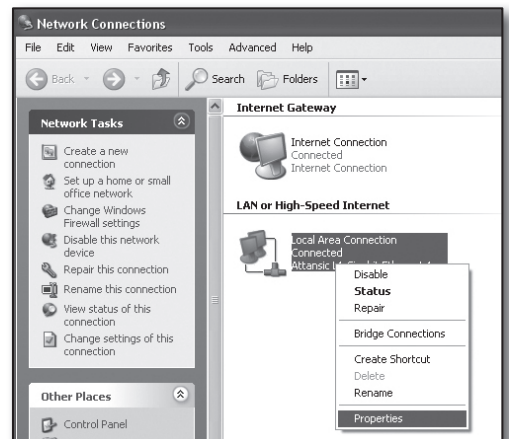 Network Connections
File Edit View Favorites Tools Advanced Help
Back Search Folders
Network Tasks
Create a new
connection
Set up a home or small
office network
Change Windows
Firewall settings
Disable this network
device
Repair this connection
Rename this connection
View status of this
connection
Change settings of this
connection
Other Places
Control Panel
Internet Gateway
Internet Connection
Connected
Internet Connection
LAN or High-Speed Internet
Local Area Connection
Connected
Attansic
Disable
Status
Repair
Bridge Connections
Create Shortcut
Delete
Rename
Properties